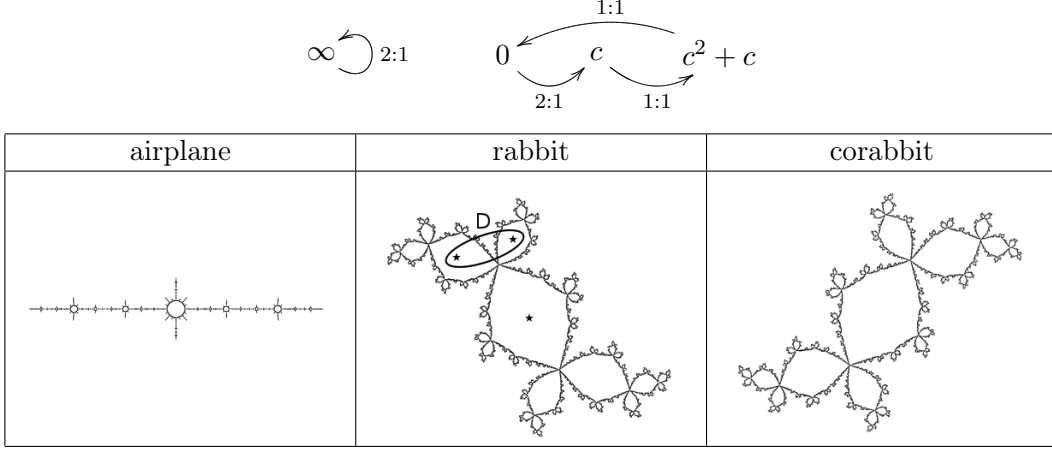 1:1
∞ 2:1 0 c c² + c
2:1 1:1
airplane rabbit corabbit
D